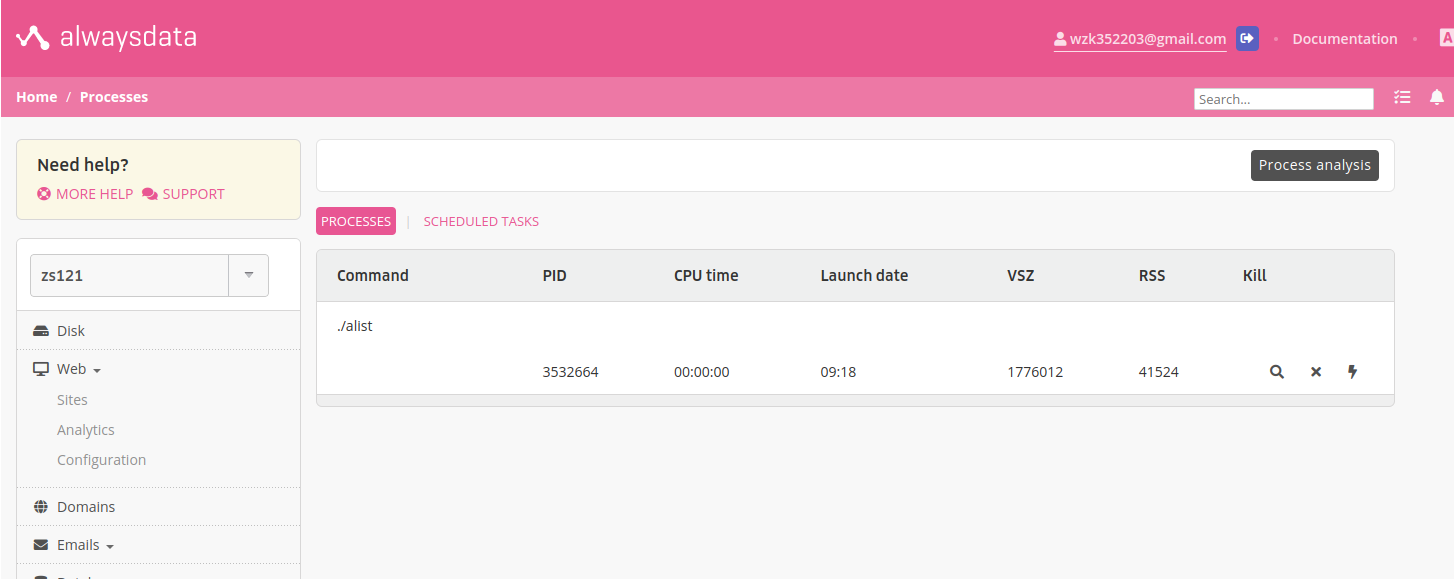 alwaysdata
wzk352203@gmail.com
Documentation
Home / Processes
Search...
Need help?
MORE HELP SUPPORT
Process analysis
PROCESSES | SCHEDULED TASKS
zs121
Disk
Web
Sites
Analytics
Configuration
Domains
Emails
Command PID CPU time Launch date VSZ RSS Kill
./alist
3532664 00:00:00 09:18 1776012 41524